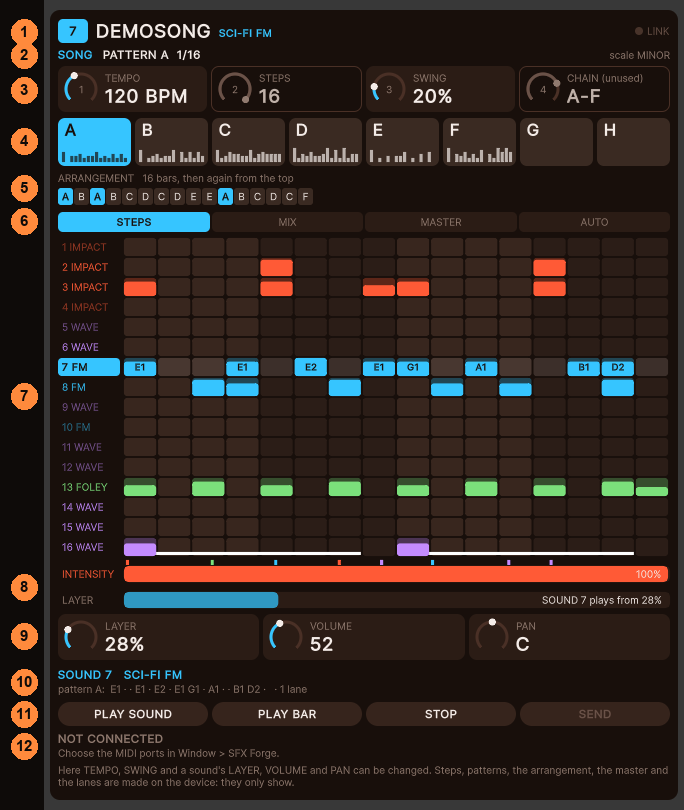 1
7 DEMOSONG SCI-FI FM LINK
2
SONG PATTERN A 1/16 scale MINOR
3
1 TEMPO 120 BPM
2 STEPS 16
3 SWING 20%
4 CHAIN (unused) A-F
4
A B C D E F G H
5
ARRANGEMENT 16 bars, then again from the top
A B A B C D C D E E A B C D C F
6
STEPS MIX MASTER AUTO
7
1 IMPACT
2 IMPACT
3 IMPACT
4 IMPACT
5 WAVE
6 WAVE
7 FM E1 E1 E2 E1 G1 A1 B1 D2
8 FM
9 WAVE
10 FM
11 WAVE
12 WAVE
13 FOLEY
14 WAVE
15 WAVE
16 WAVE
8
INTENSITY 100%
LAYER SOUND 7 plays from 28%
9
LAYER 28%
VOLUME 52
PAN C
10
SOUND 7 SCI-FI FM
pattern A: E1 · · E1 · E2 · E1 G1 · A1 · · B1 D2 · · 1 lane
11
PLAY SOUND PLAY BAR STOP SEND
12
NOT CONNECTED
Choose the MIDI ports in Window > SFX Forge.
Here TEMPO, SWING and a sound's LAYER, VOLUME and PAN can be changed. Steps, patterns, the arrangement, the master and
the lanes are made on the device: they only show.